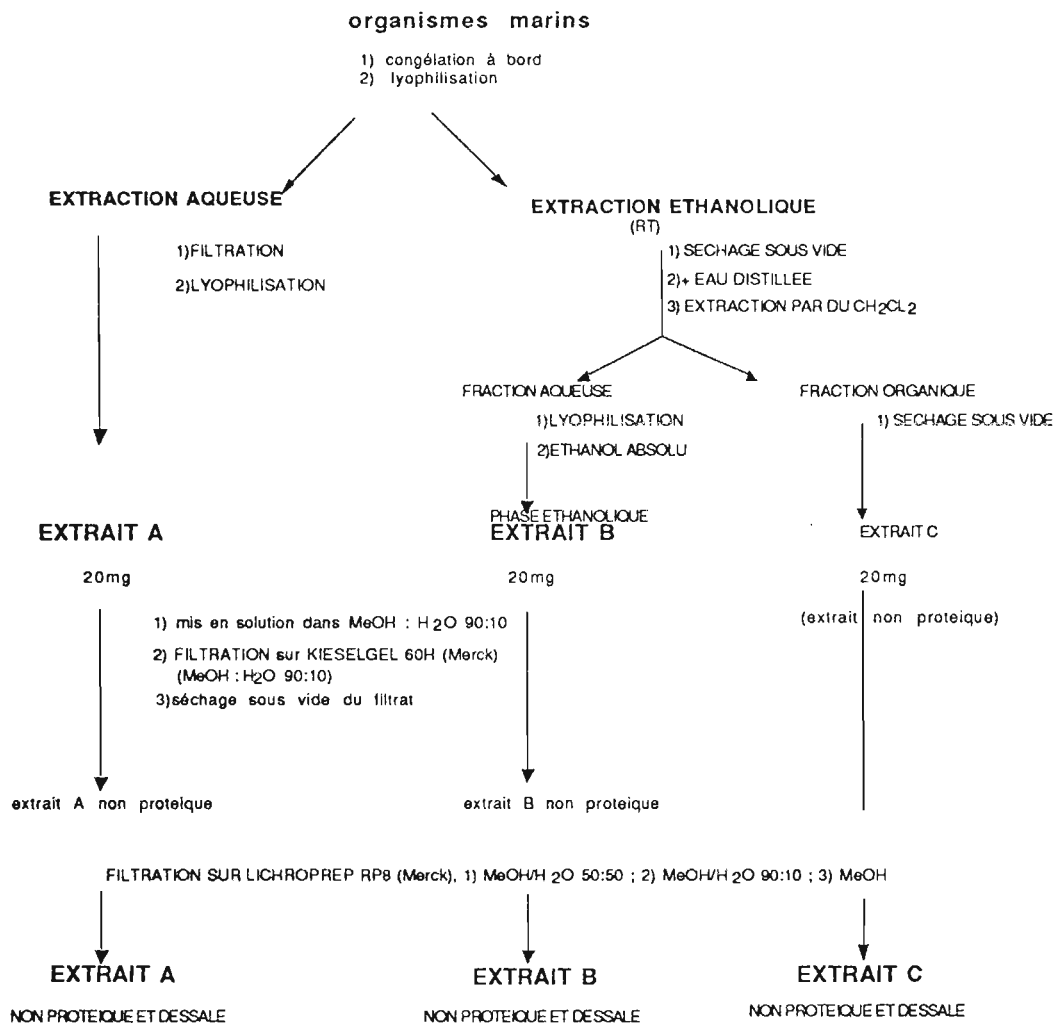 organismes marins
1) congélation à bord
2) lyophilisation
EXTRACTION AQUEUSE
1)FILTRATION
2)LYOPHILISATION
EXTRACTION ETHANOLIQUE
(RT)
1) SECHAGE SOUS VIDE
2)+ EAU DISTILLEE
3) EXTRACTION PAR DU CH2CL2
FRACTION AQUEUSE
1)LYOPHILISATION
2)ETHANOL ABSOLU
FRACTION ORGANIQUE
1) SECHAGE SOUS VIDE
PHASE ETHANOLIQUE
EXTRAIT A
EXTRAIT B
EXTRAIT C
20mg
20mg
20mg
(extrait non proteique)
1) mis en solution dans MeOH : H2O 90:10
2) FILTRATION sur KIESELGEL 60H (Merck)
(MeOH : H2O 90:10)
3)séchage sous vide du filtrat
extrait A non proteique
extrait B non proteique
FILTRATION SUR LICHROPREP RP8 (Merck), 1) MeOH/H2O 50:50 ; 2) MeOH/H2O 90:10 ; 3) MeOH
EXTRAIT A
EXTRAIT B
EXTRAIT C
NON PROTEIQUE ET DESSALE
NON PROTEIQUE ET DESSALE
NON PROTEIQUE ET DESSALE